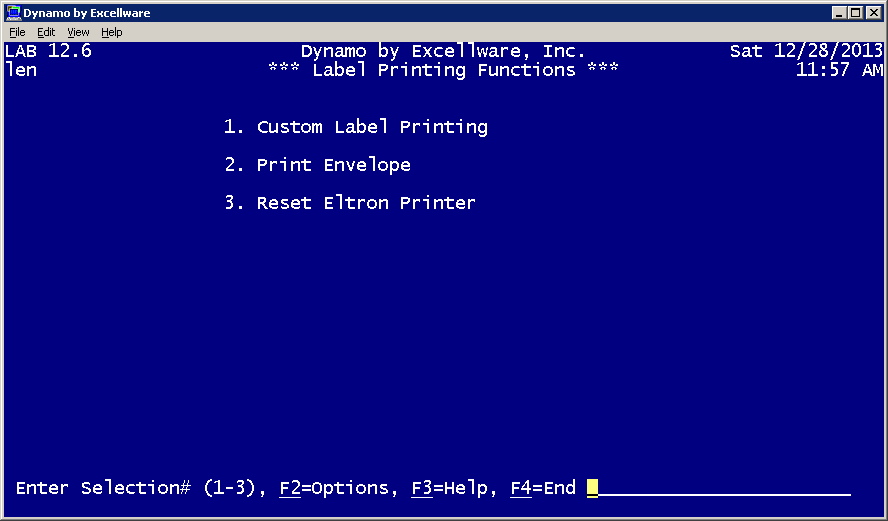 Dynamo by Excellware
File Edit View Help
LAB 12.6 Dynamo by Excellware, Inc. Sat 12/28/2013
len *** Label Printing Functions *** 11:57 AM
1. Custom Label Printing
2. Print Envelope
3. Reset Eltron Printer
Enter Selection# (1-3), F2=Options, F3=Help, F4=End